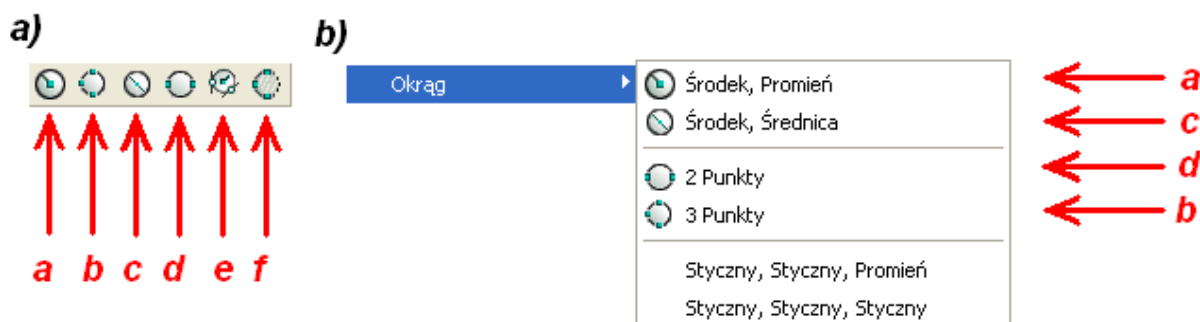 a)
b)
Okrąg
Środek, Promień
a
Środek, Średnica
c
2 Punkty
d
3 Punkty
b
Styczny, Styczny, Promień
Styczny, Styczny, Styczny
a b c d e f